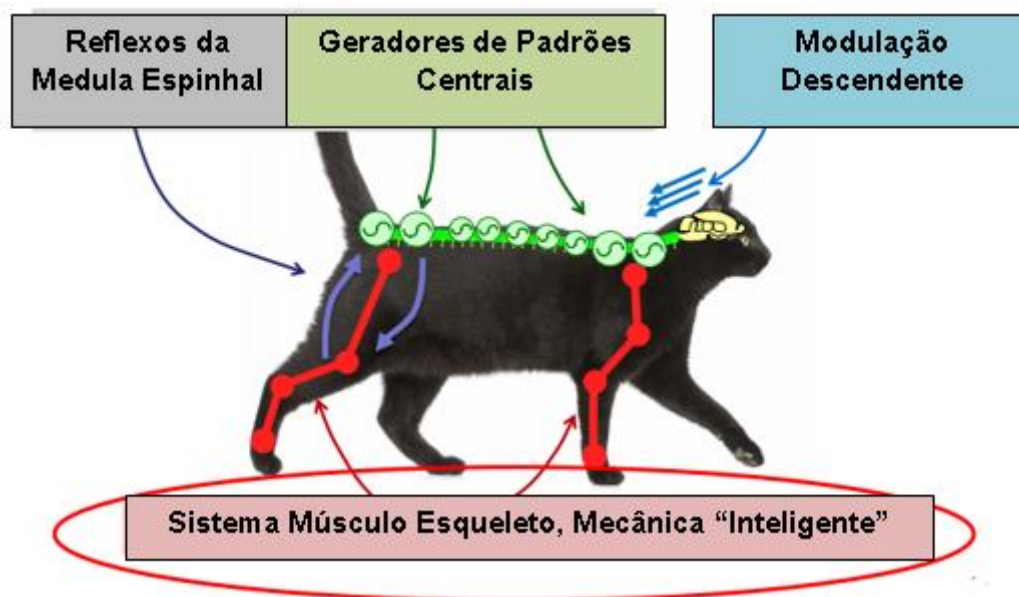 Reflexos da
Medula Espinhal
Geradores de Padrões
Centrais
Modulação
Descendente
Sistema Músculo Esqueleto, Mecânica “Inteligente”